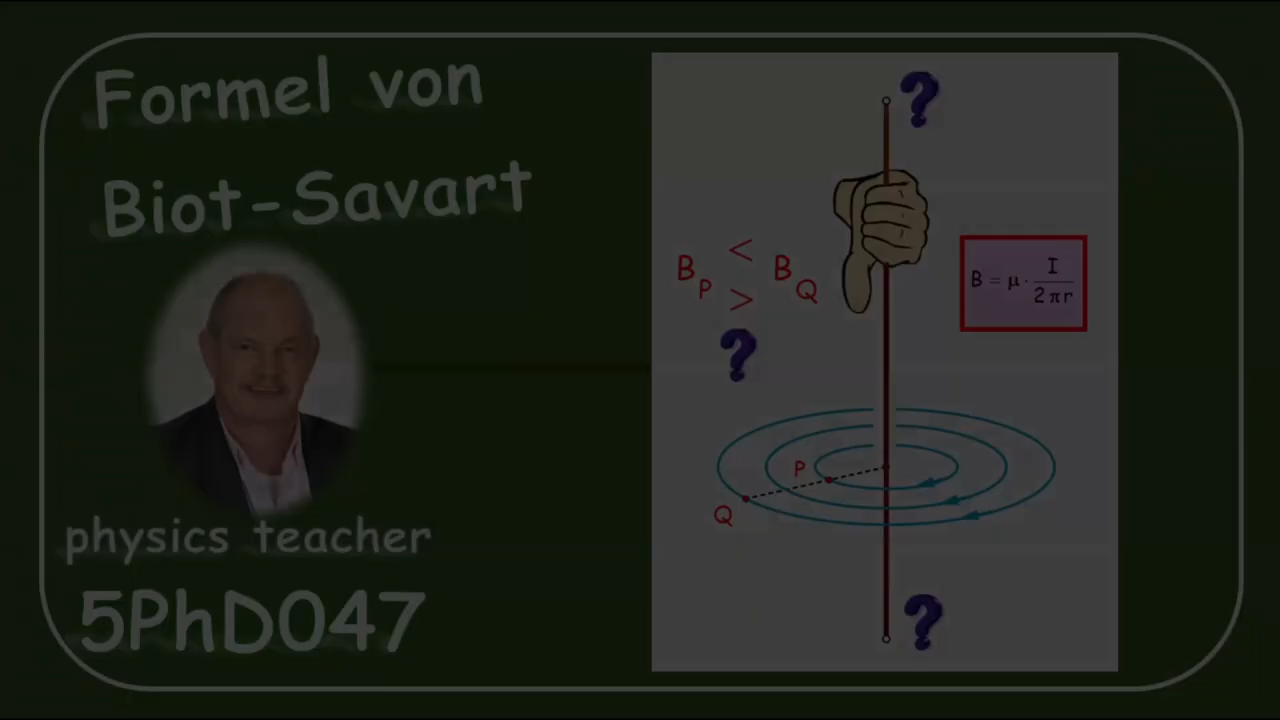 Formel von
Biot-Savart
physics teacher
5PhD047
?
B_P < > B_Q
?
B = μ · I / 2πr
P
Q
?